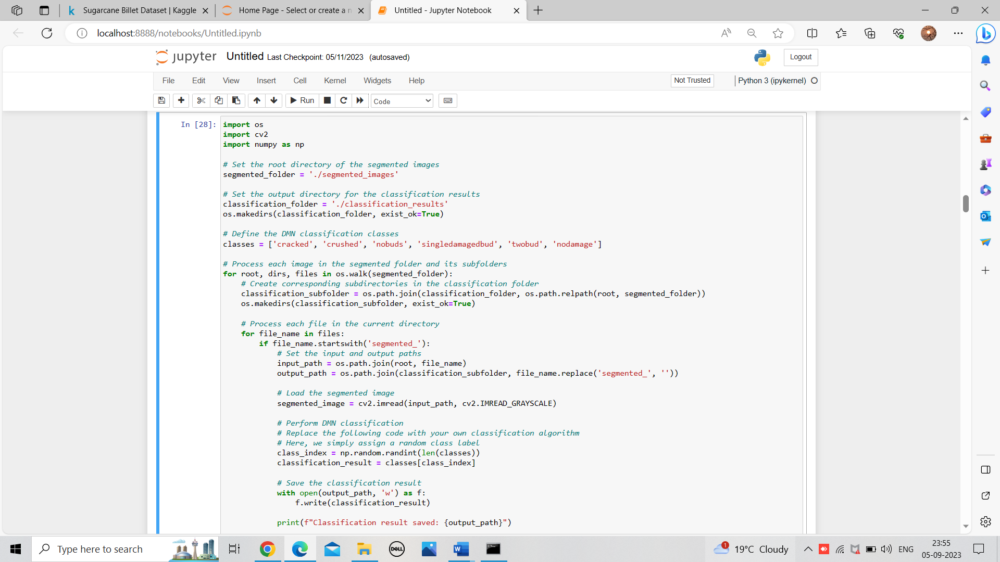 Sugarcane Billet Dataset | Kaggle
Home Page - Select or create a n
Untitled - Jupyter Notebook
localhost:8888/notebooks/Untitled.ipynb
jupyter Untitled Last Checkpoint: 05/11/2023 (autosaved)
Logout
File Edit View Insert Cell Kernel Widgets Help
Not Trusted
Python 3 (ipykernel)
Run
Code
In [28]:
import os
import cv2
import numpy as np

# Set the root directory of the segmented images
segmented_folder = './segmented_images'

# Set the output directory for the classification results
classification_folder = './classification_results'
os.makedirs(classification_folder, exist_ok=True)

# Define the DMN classification classes
classes = ['cracked', 'crushed', 'nobuds', 'singledamagedbud', 'twobud', 'nodamage']

# Process each image in the segmented folder and its subfolders
for root, dirs, files in os.walk(segmented_folder):
    # Create corresponding subdirectories in the classification folder
    classification_subfolder = os.path.join(classification_folder, os.path.relpath(root, segmented_folder))
    os.makedirs(classification_subfolder, exist_ok=True)

    # Process each file in the current directory
    for file_name in files:
        if file_name.startswith('segmented_'):
            # Set the input and output paths
            input_path = os.path.join(root, file_name)
            output_path = os.path.join(classification_subfolder, file_name.replace('segmented_', ''))

            # Load the segmented image
            segmented_image = cv2.imread(input_path, cv2.IMREAD_GRAYSCALE)

            # Perform DMN classification
            # Replace the following code with your own classification algorithm
            # Here, we simply assign a random class label
            class_index = np.random.randint(len(classes))
            classification_result = classes[class_index]

            # Save the classification result
            with open(output_path, 'w') as f:
                f.write(classification_result)

            print(f"Classification result saved: {output_path}")
Type here to search
DELL
1
19°C Cloudy
ENG
23:55
05-09-2023